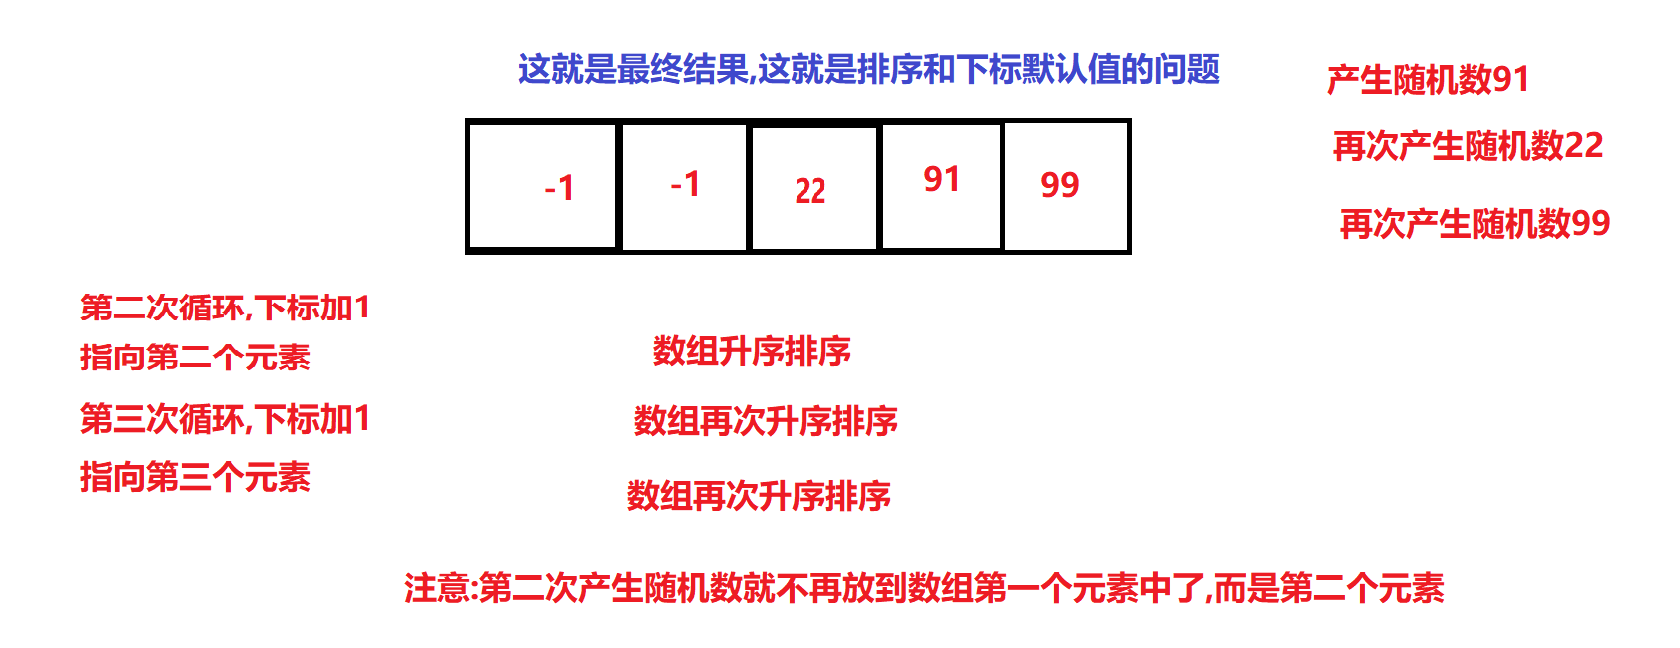 这就是最终结果,这就是排序和下标默认值的问题
产生随机数91
再次产生随机数22
再次产生随机数99
-1 -1 22 91 99
第二次循环,下标加1
指向第二个元素
第三次循环,下标加1
指向第三个元素
数组升序排序
数组再次升序排序
数组再次升序排序
注意:第二次产生随机数就不再放到数组第一个元素中了,而是第二个元素